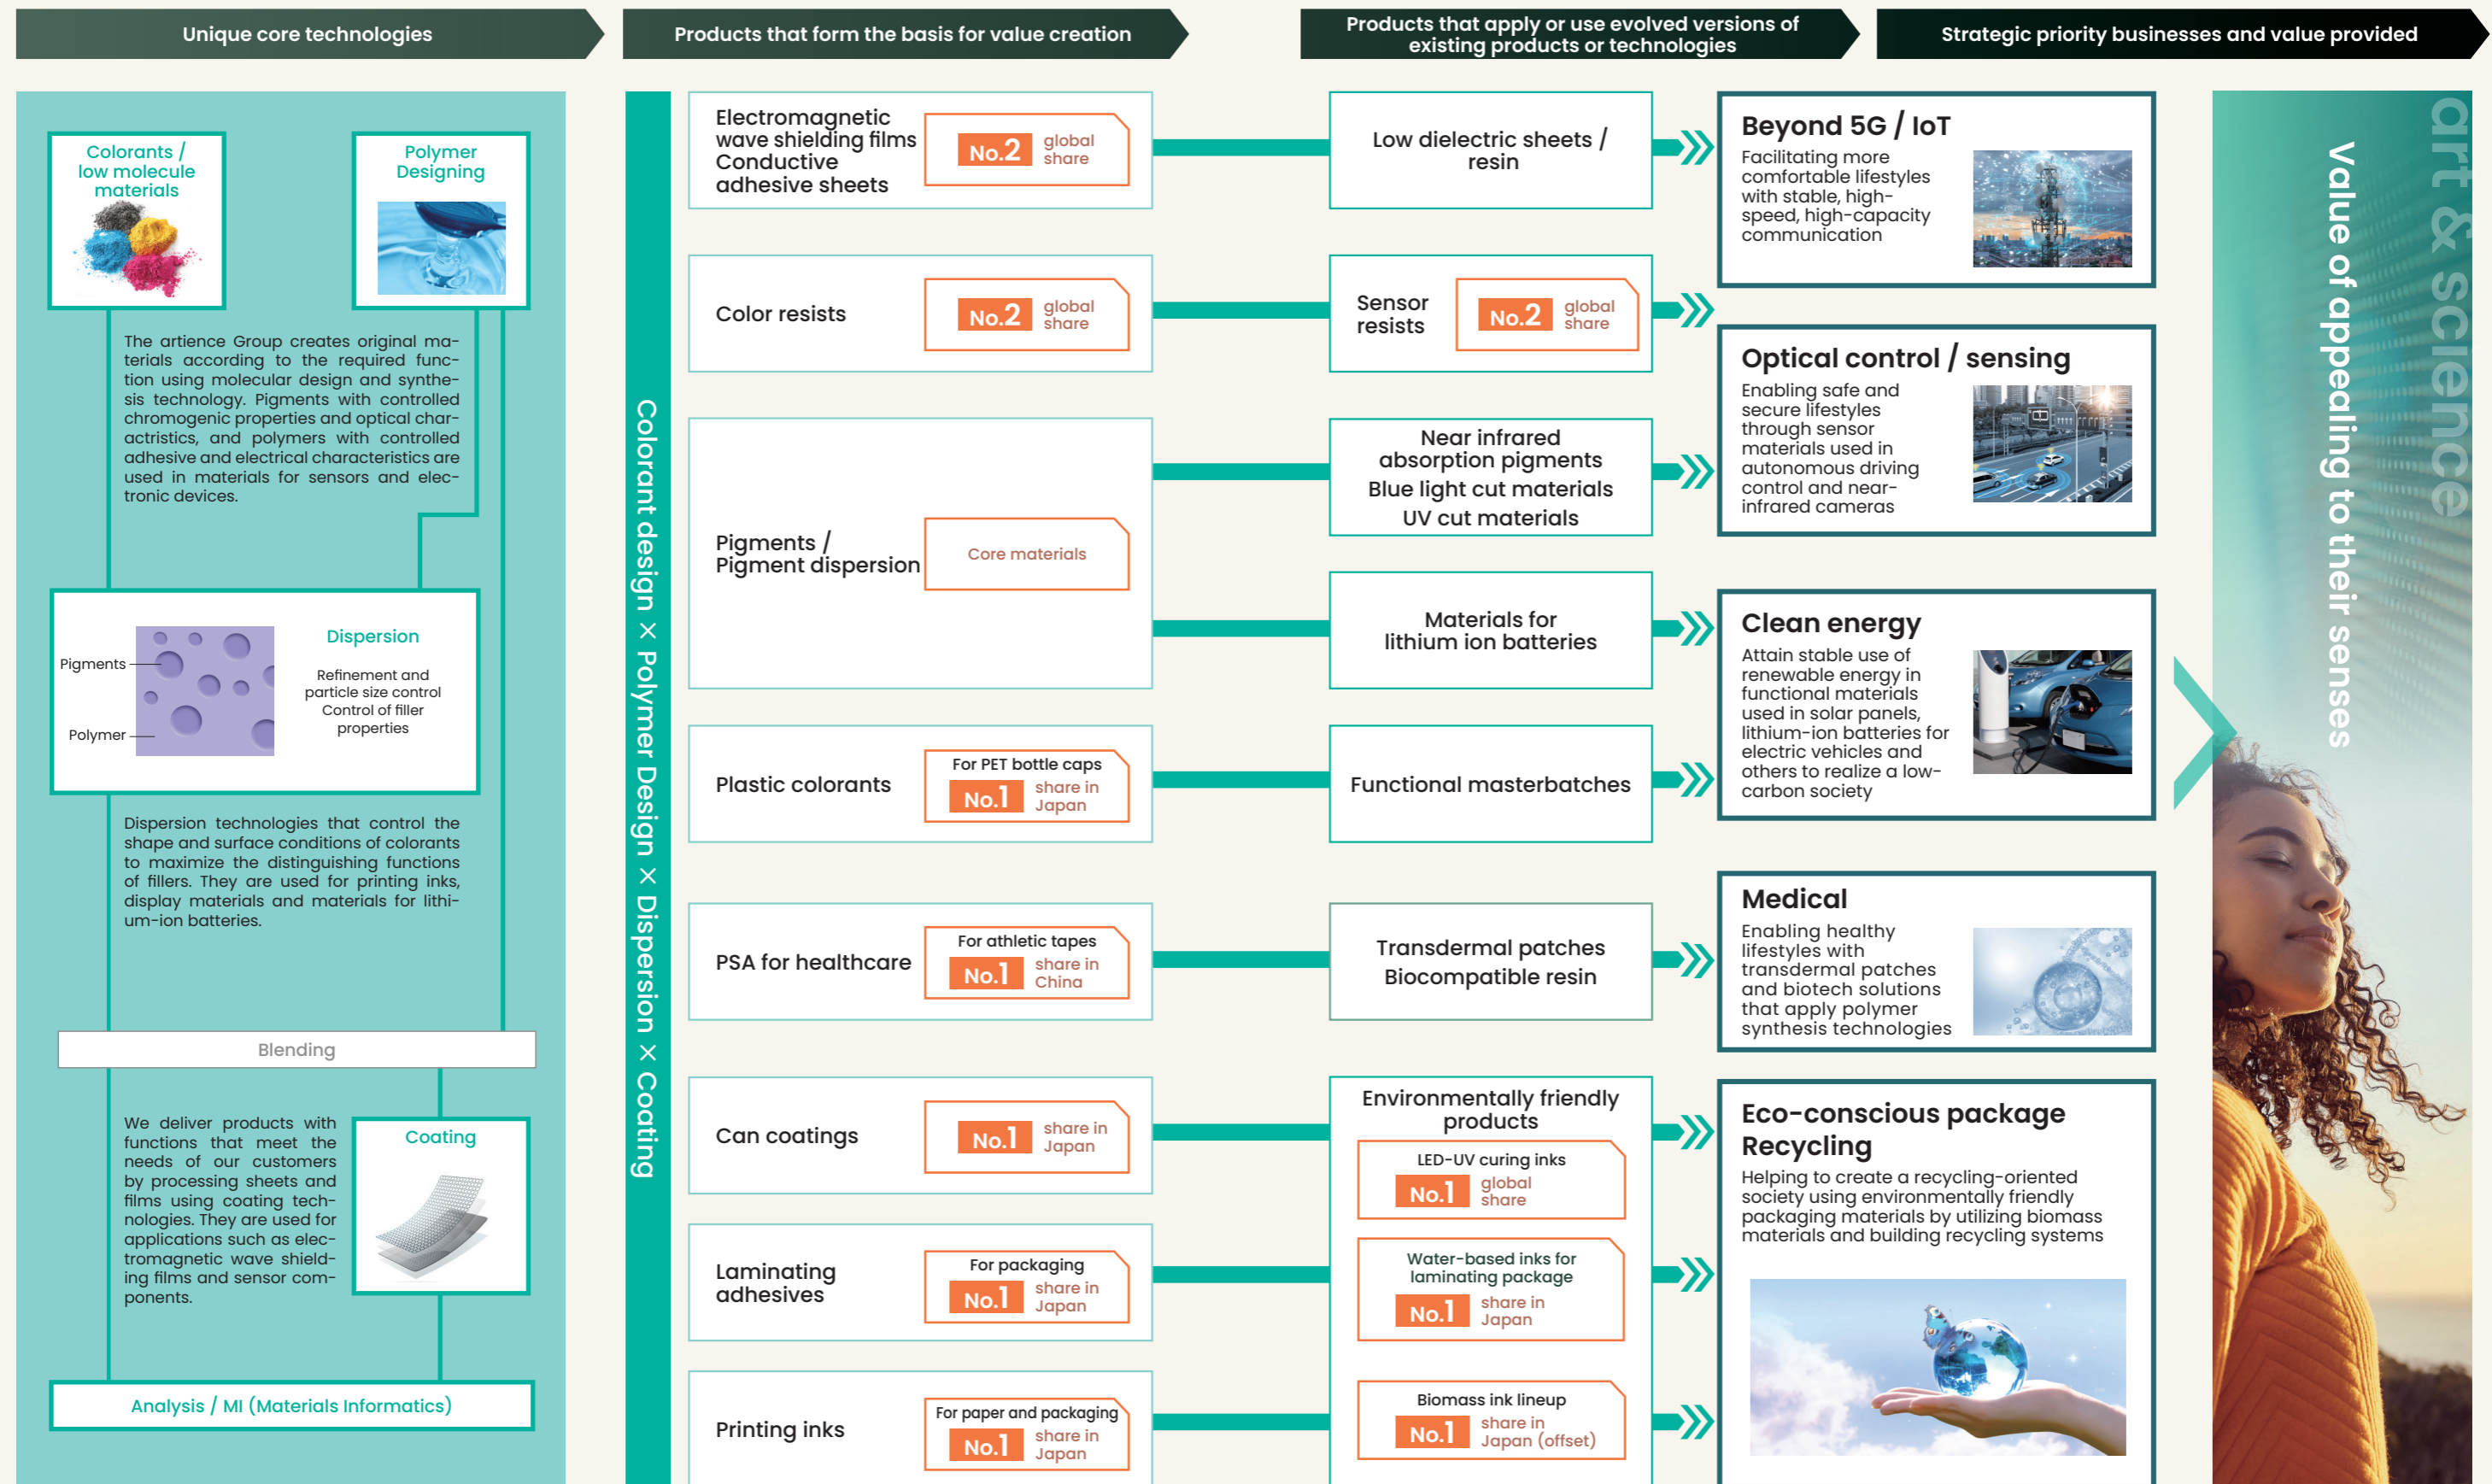 Unique core technologies
Products that form the basis for value creation
Products that apply or use evolved versions of
existing products or technologies
Strategic priority businesses and value provided
Colorants /
low molecule
materials
Polymer
Designing
The artience Group creates original ma-
terials according to the required func-
tion using molecular design and synthe-
sis technology. Pigments with controlled
chromogenic properties and optical char-
actristics, and polymers with controlled
adhesive and electrical characteristics are
used in materials for sensors and elec-
tronic devices.
Pigments
Polymer
Dispersion
Refinement and
particle size control
Control of filler
properties
Dispersion technologies that control the
shape and surface conditions of colorants
to maximize the distinguishing functions
of fillers. They are used for printing inks,
display materials and materials for lithi-
um-ion batteries.
Blending
We deliver products with
functions that meet the
needs of our customers
by processing sheets and
films using coating tech-
nologies. They are used for
applications such as elec-
tromagnetic wave shield-
ing films and sensor com-
ponents.
Coating
Analysis / MI (Materials Informatics)
Colorant design × Polymer Design × Dispersion × Coating
Electromagnetic
wave shielding films
Conductive
adhesive sheets
No.2
global
share
Color resists
No.2
global
share
Pigments /
Pigment dispersion
Core materials
Plastic colorants
For PET bottle caps
No.1
share in
Japan
PSA for healthcare
For athletic tapes
No.1
share in
China
Can coatings
No.1
share in
Japan
Laminating
adhesives
For packaging
No.1
share in
Japan
Printing inks
For paper and packaging
No.1
share in
Japan
Low dielectric sheets /
resin
Sensor
resists
No.2
global
share
Near infrared
absorption pigments
Blue light cut materials
UV cut materials
Materials for
lithium ion batteries
Functional masterbatches
Transdermal patches
Biocompatible resin
Environmentally friendly
products
LED-UV curing inks
No.1
global
share
Water-based inks for
laminating package
No.1
share in
Japan
Biomass ink lineup
No.1
share in
Japan (offset)
Beyond 5G / IoT
Facilitating more
comfortable lifestyles
with stable, high-
speed, high-capacity
communication
Optical control / sensing
Enabling safe and
secure lifestyles
through sensor
materials used in
autonomous driving
control and near-
infrared cameras
Clean energy
Attain stable use of
renewable energy in
functional materials
used in solar panels,
lithium-ion batteries for
electric vehicles and
others to realize a low-
carbon society
Medical
Enabling healthy
lifestyles with
transdermal patches
and biotech solutions
that apply polymer
synthesis technologies
Eco-conscious package
Recycling
Helping to create a recycling-oriented
society using environmentally friendly
packaging materials by utilizing biomass
materials and building recycling systems
Value of appealing to their senses
art & science